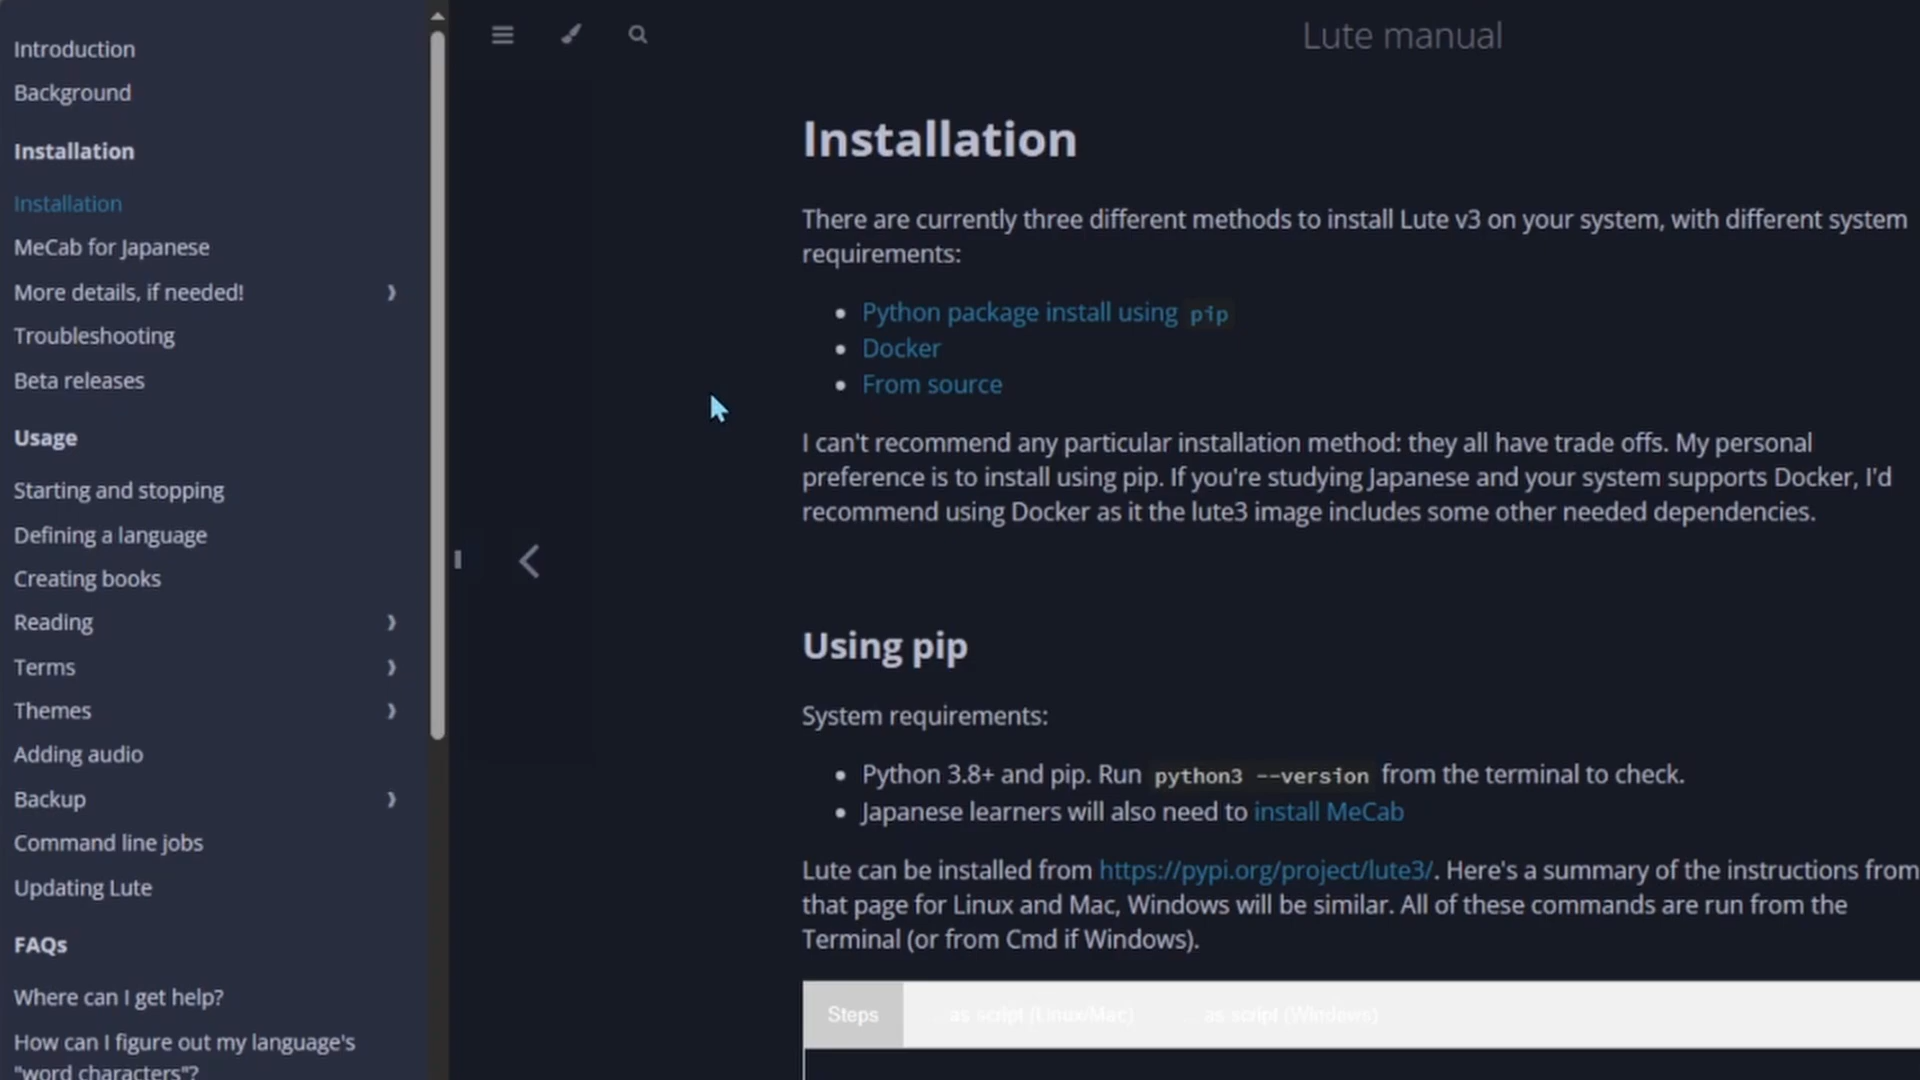 Introduction
Background
Installation
Installation
MeCab for Japanese
More details, if needed!
Troubleshooting
Beta releases
Usage
Starting and stopping
Defining a language
Creating books
Reading
Terms
Themes
Adding audio
Backup
Command line jobs
Updating Lute
FAQs
Where can I get help?
How can I figure out my language's
"word characters"?
Lute manual
Installation
There are currently three different methods to install Lute v3 on your system, with different system
requirements:
Python package install using pip
Docker
From source
I can't recommend any particular installation method: they all have trade offs. My personal
preference is to install using pip. If you're studying Japanese and your system supports Docker, I'd
recommend using Docker as it the lute3 image includes some other needed dependencies.
Using pip
System requirements:
Python 3.8+ and pip. Run python3 --version from the terminal to check.
Japanese learners will also need to install MeCab
Lute can be installed from https://pypi.org/project/lute3/. Here's a summary of the instructions from
that page for Linux and Mac, Windows will be similar. All of these commands are run from the
Terminal (or from Cmd if Windows).
Steps ... as script (Linux/Mac) ... as script (Windows)